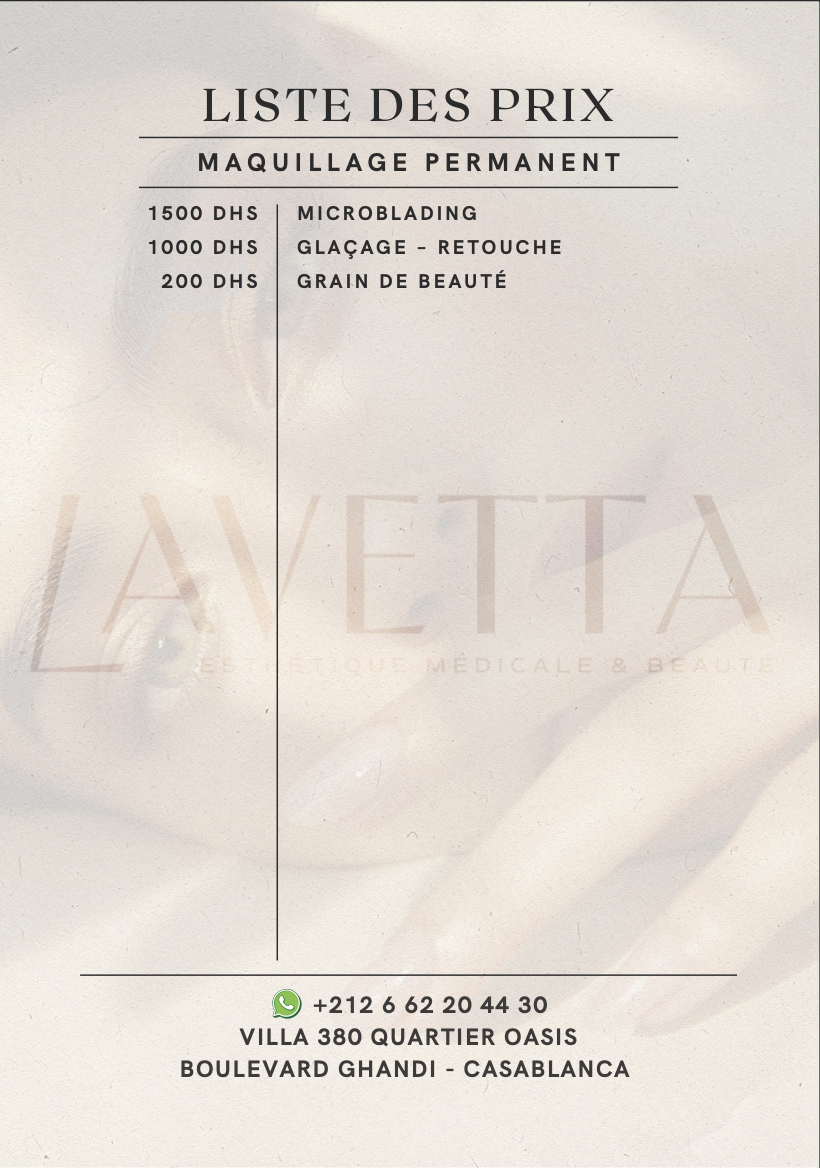 LISTE DES PRIX
MAQUILLAGE PERMANENT
1500 DHS MICROBLADING
1000 DHS GLAÇAGE – RETOUCHE
200 DHS GRAIN DE BEAUTÉ
LAVETTA
ESTHÉTIQUE MÉDICALE & BEAUTÉ
+212 6 62 20 44 30
VILLA 380 QUARTIER OASIS
BOULEVARD GHANDI - CASABLANCA